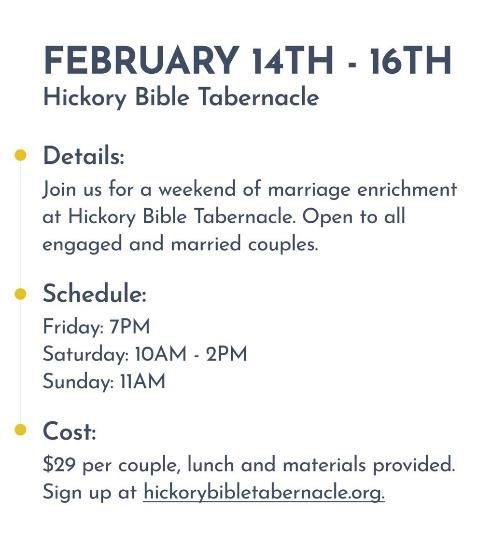 FEBRUARY 14TH - 16TH
Hickory Bible Tabernacle
Details:
Join us for a weekend of marriage enrichment
at Hickory Bible Tabernacle. Open to all
engaged and married couples.
Schedule:
Friday: 7PM
Saturday: 10AM - 2PM
Sunday: 11AM
Cost:
$29 per couple, lunch and materials provided.
Sign up at hickorybibletabernacle.org.